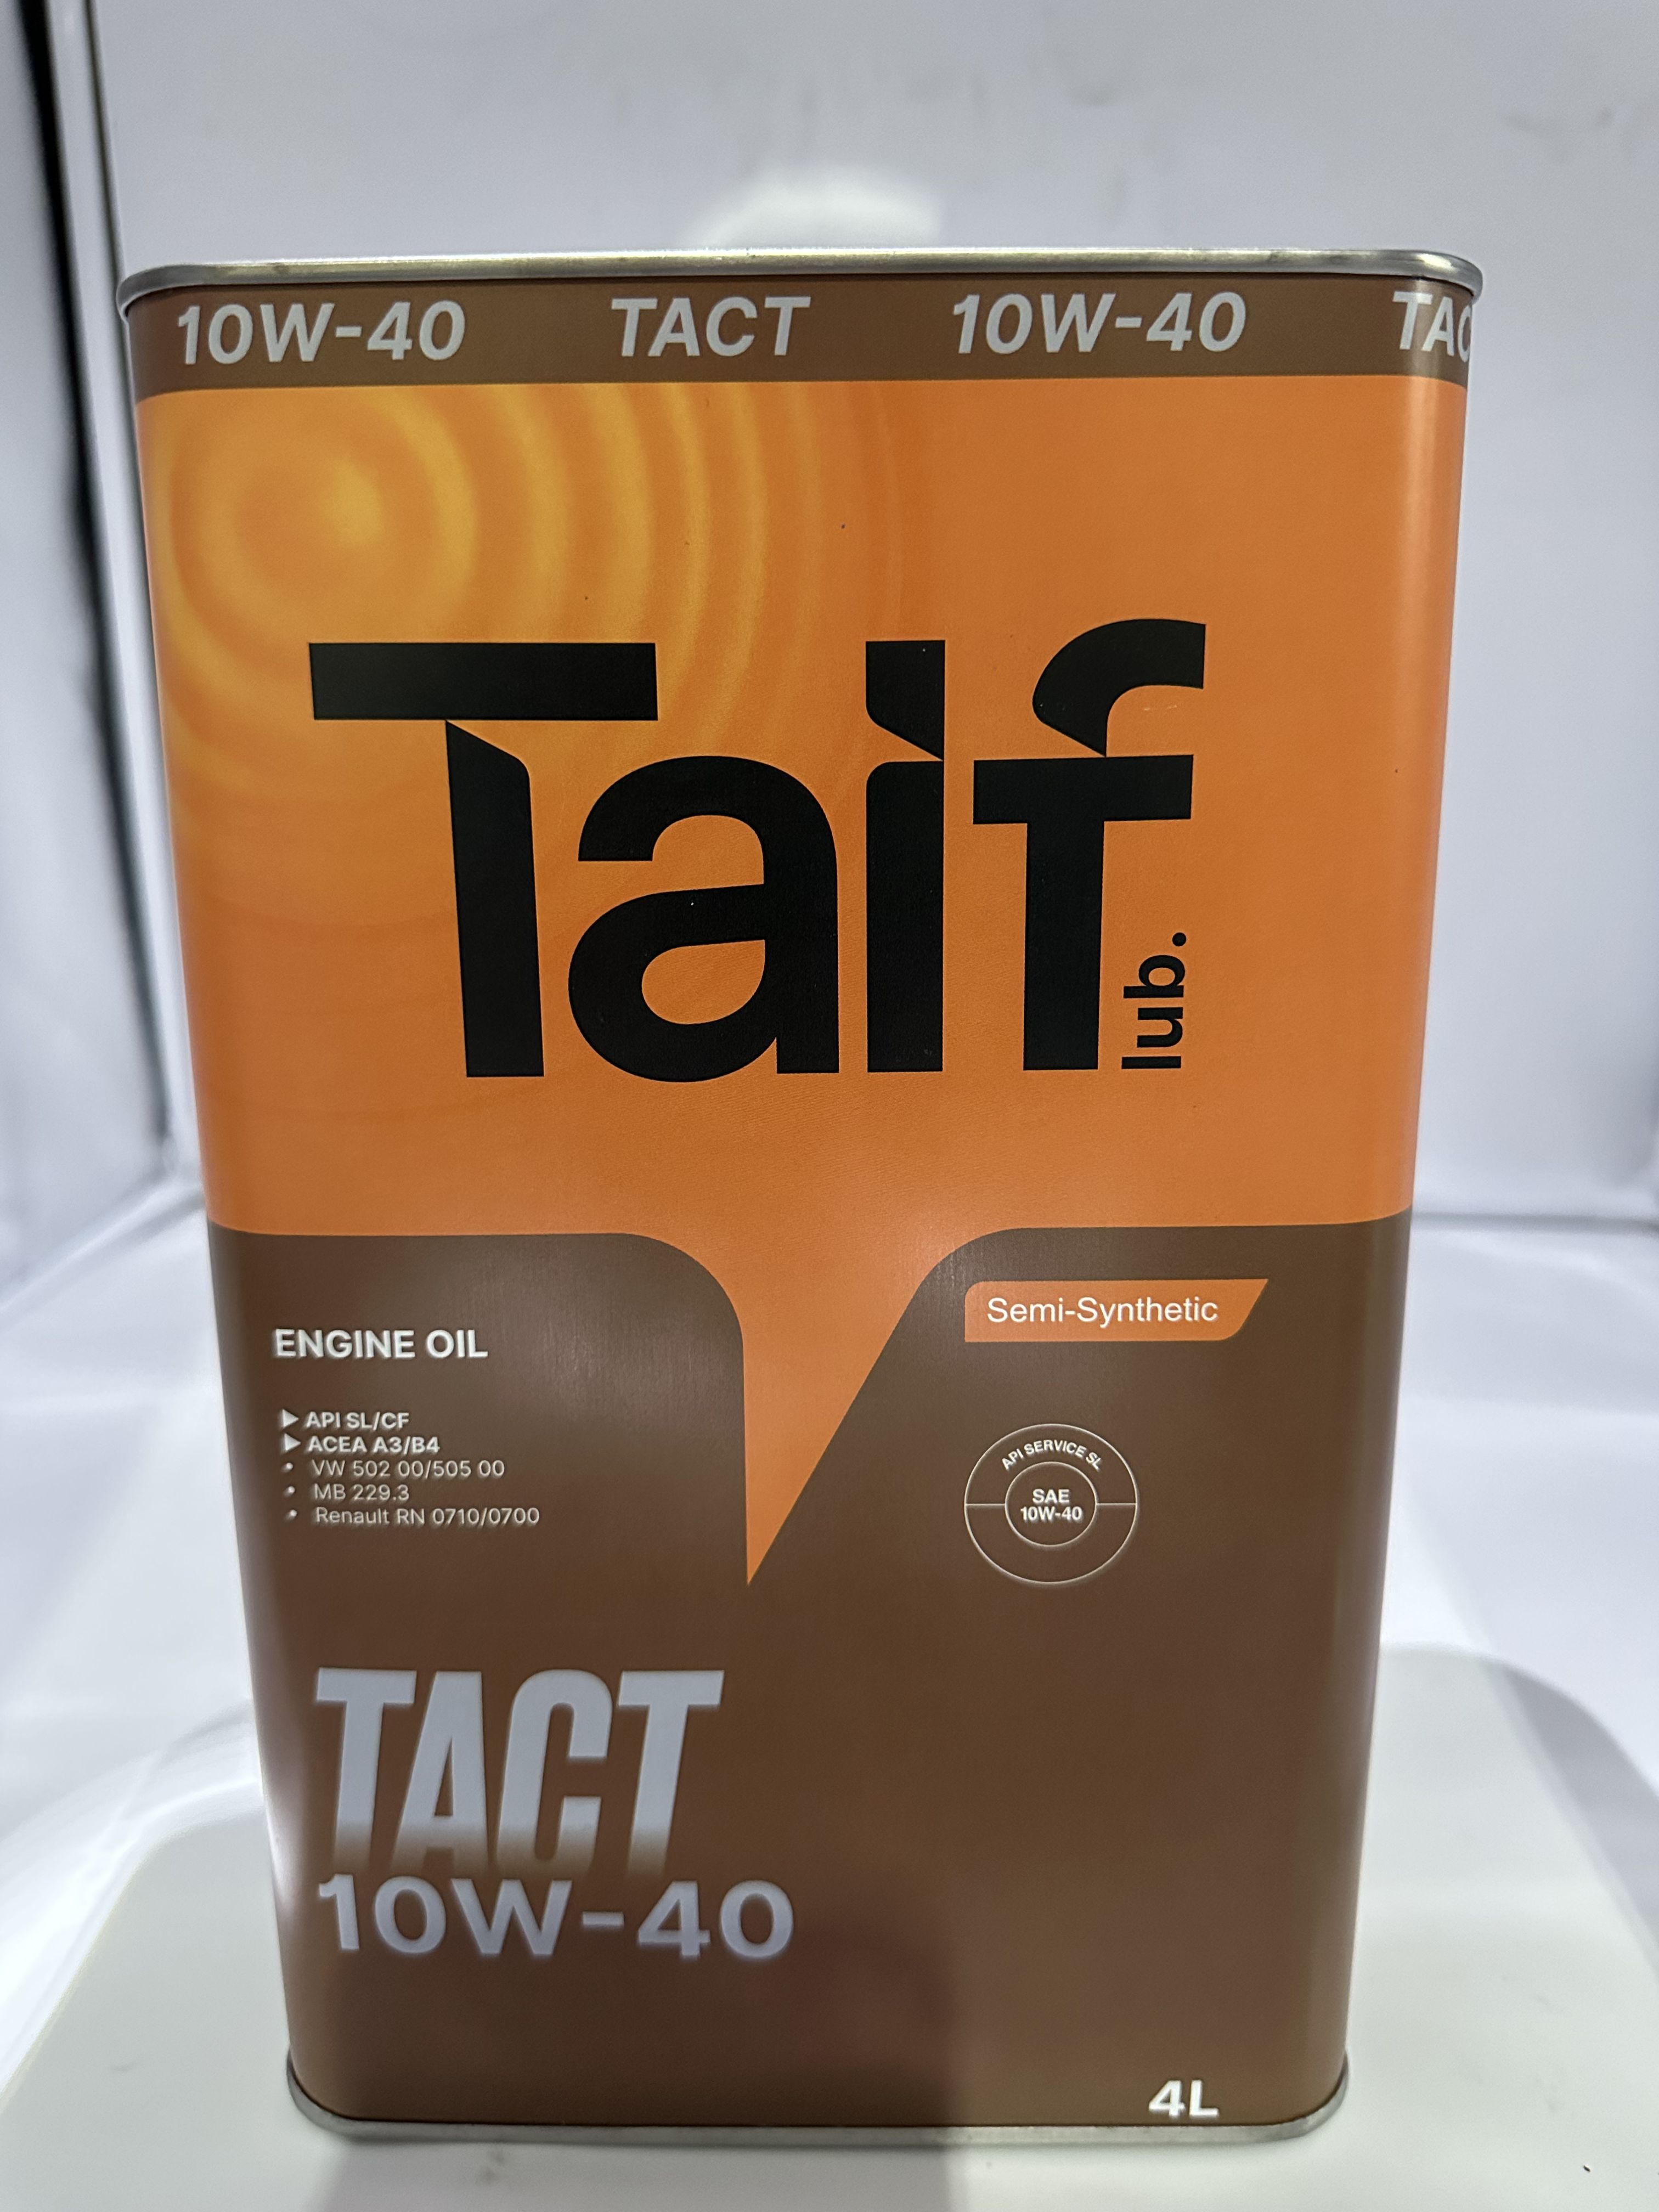 10W-40 TACT 10W-40 TAC
Taif
lub.
Semi-Synthetic
ENGINE OIL
▶ API SL/CF
▶ ACEA A3/B4
• VW 502 00/505 00
• MB 229.3
• Renault RN 0710/0700
API SERVICE SL
SAE
10W-40
TACT
10W-40
4L